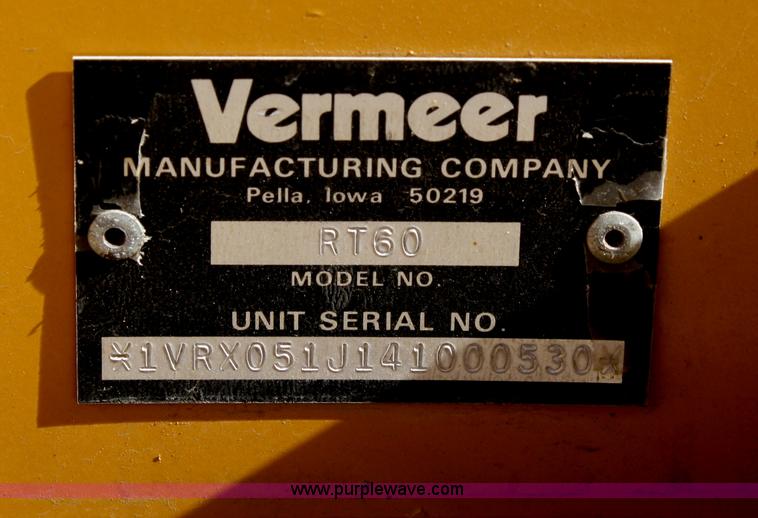 Vermeer
MANUFACTURING COMPANY
Pella, Iowa 50219
RT60
MODEL NO.
UNIT SERIAL NO.
*1VRX051J141000530*
www.purplewave.com